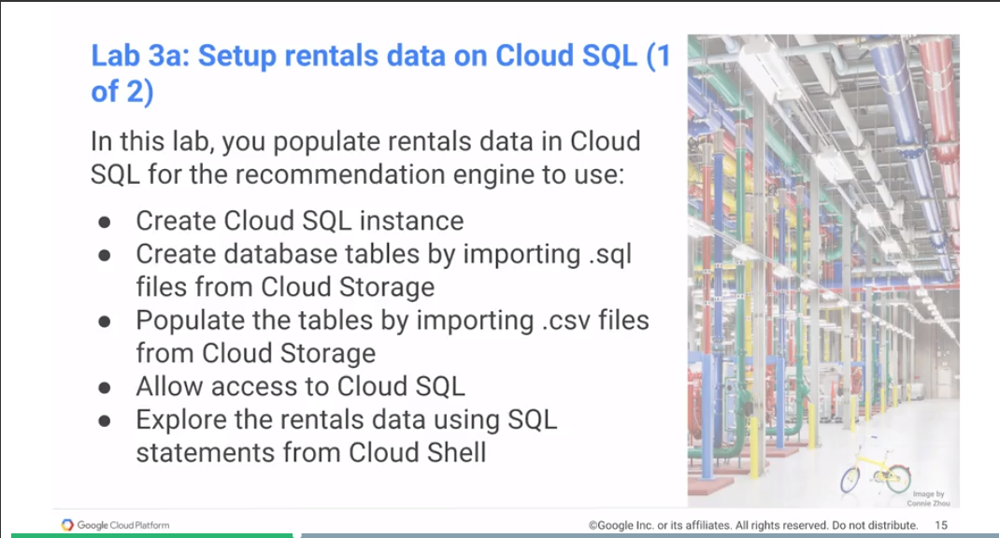 Lab 3a: Setup rentals data on Cloud SQL (1
of 2)
In this lab, you populate rentals data in Cloud
SQL for the recommendation engine to use:
● Create Cloud SQL instance
● Create database tables by importing .sql
files from Cloud Storage
● Populate the tables by importing .csv files
from Cloud Storage
● Allow access to Cloud SQL
● Explore the rentals data using SQL
statements from Cloud Shell
Image by
Connie Zhou
Google Cloud Platform
©Google Inc. or its affiliates. All rights reserved. Do not distribute. 15